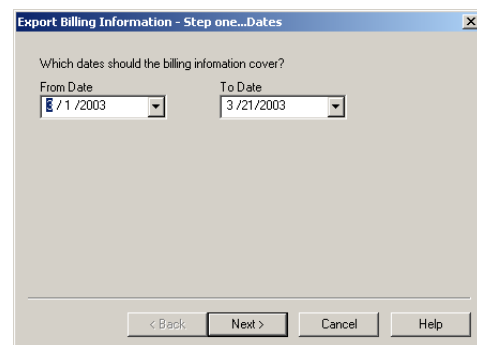 Export Billing Information - Step one...Dates
Which dates should the billing infomation cover?
From Date To Date
3 / 1 /2003 3 /21/2003
< Back Next > Cancel Help